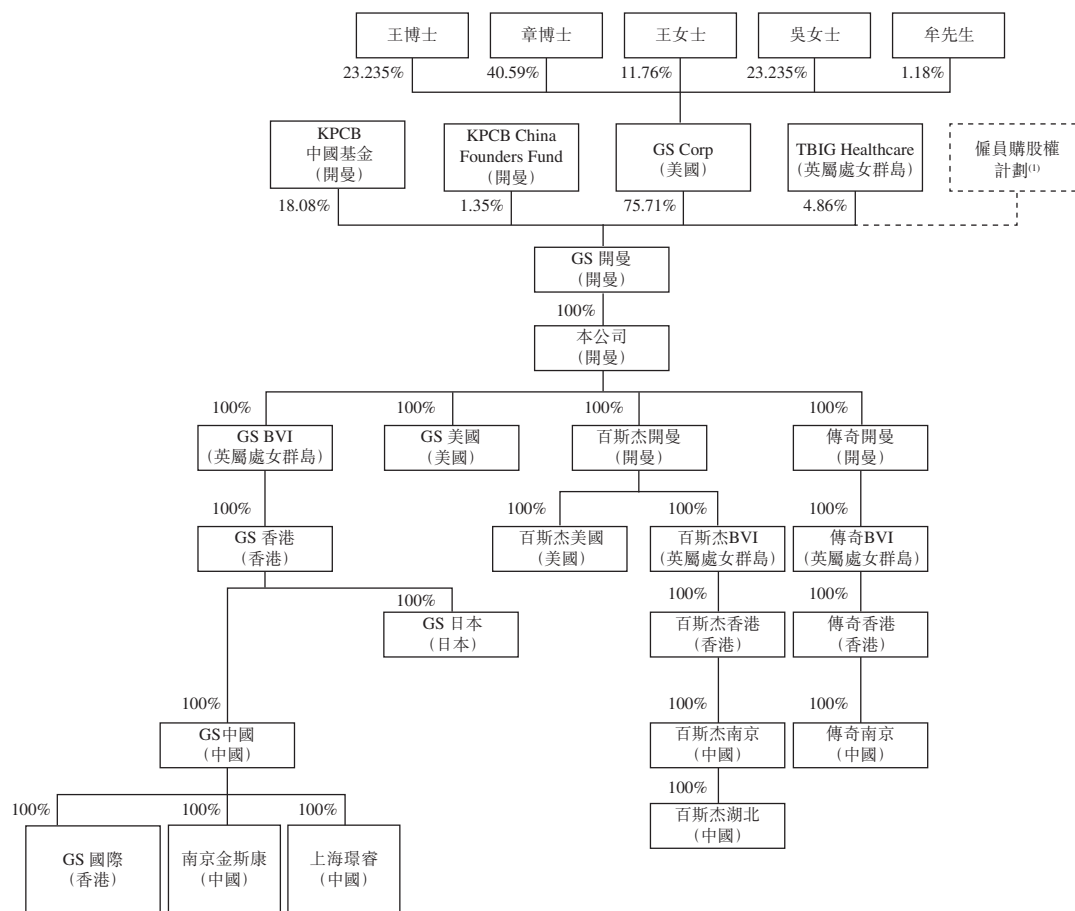 王博士
章博士
王女士
吳女士
牟先生
23.235%
40.59%
11.76%
23.235%
1.18%
KPCB
中國基金
(開曼)
KPCB China
Founders Fund
(開曼)
GS Corp
(美國)
TBIG Healthcare
(英屬處女群島)
僱員購股權
計劃(1)
18.08%
1.35%
75.71%
4.86%
GS 開曼
(開曼)
100%
本公司
(開曼)
100%
100%
100%
100%
GS BVI
(英屬處女群島)
GS 美國
(美國)
百斯杰開曼
(開曼)
傳奇開曼
(開曼)
100%
100%
100%
100%
GS 香港
(香港)
百斯杰美國
(美國)
百斯杰BVI
(英屬處女群島)
傳奇BVI
(英屬處女群島)
100%
100%
100%
GS 日本
(日本)
百斯杰香港
(香港)
傳奇香港
(香港)
100%
100%
100%
GS中國
(中國)
百斯杰南京
(中國)
傳奇南京
(中國)
100%
100%
100%
100%
GS 國際
(香港)
南京金斯康
(中國)
上海璟睿
(中國)
百斯杰湖北
(中國)